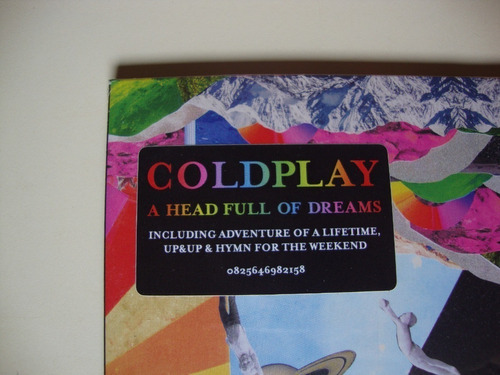 COLDPLAY
A HEAD FULL OF DREAMS
INCLUDING ADVENTURE OF A LIFETIME,
UP&UP & HYMN FOR THE WEEKEND
0825646982158